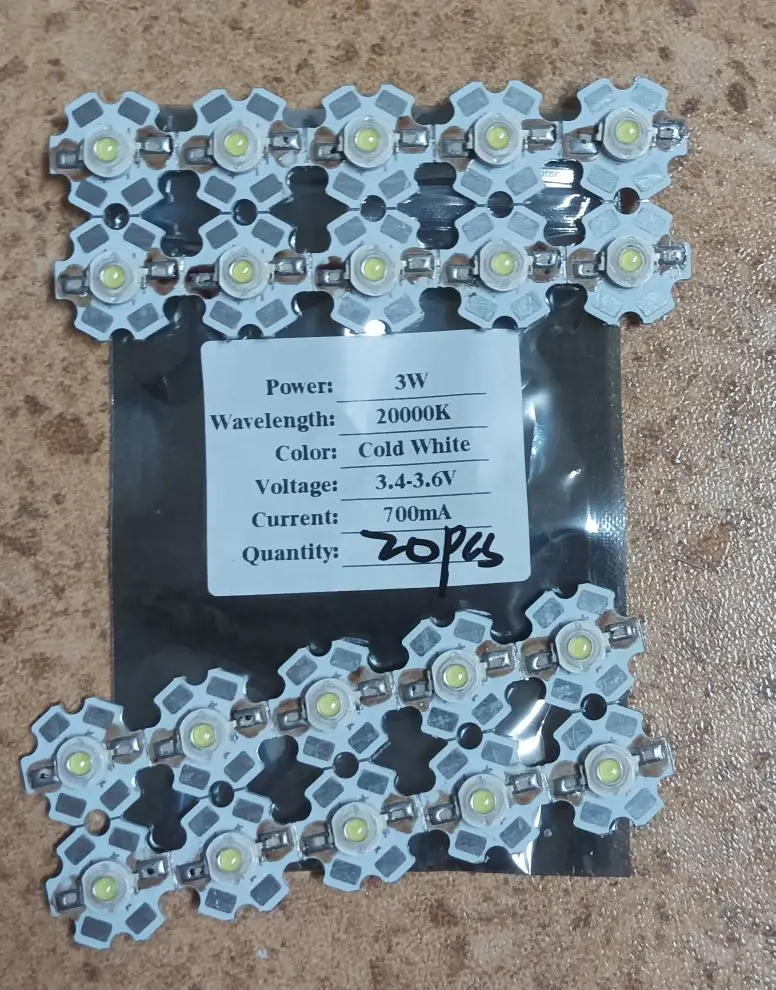 Power: 3W
Wavelength: 20000K
Color: Cold White
Voltage: 3.4-3.6V
Current: 700mA
Quantity: 20pcs